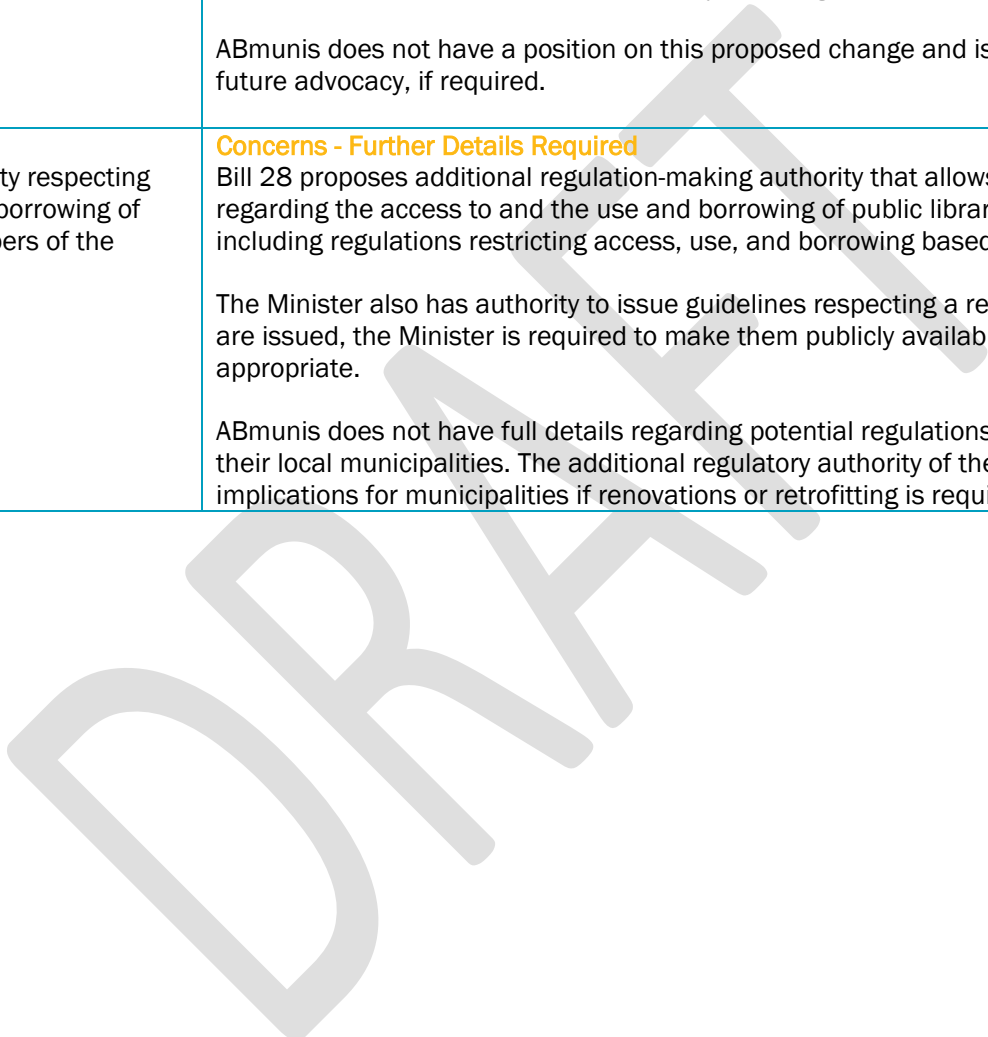 ABmunis does not have a position on this proposed change and is
future advocacy, if required.
ty respecting
borrowing of
bers of the
Concerns - Further Details Required
Bill 28 proposes additional regulation-making authority that allows
regarding the access to and the use and borrowing of public librar
including regulations restricting access, use, and borrowing based
The Minister also has authority to issue guidelines respecting a re
are issued, the Minister is required to make them publicly availab
appropriate.
ABmunis does not have full details regarding potential regulations
their local municipalities. The additional regulatory authority of the
implications for municipalities if renovations or retrofitting is requi
DRAFT